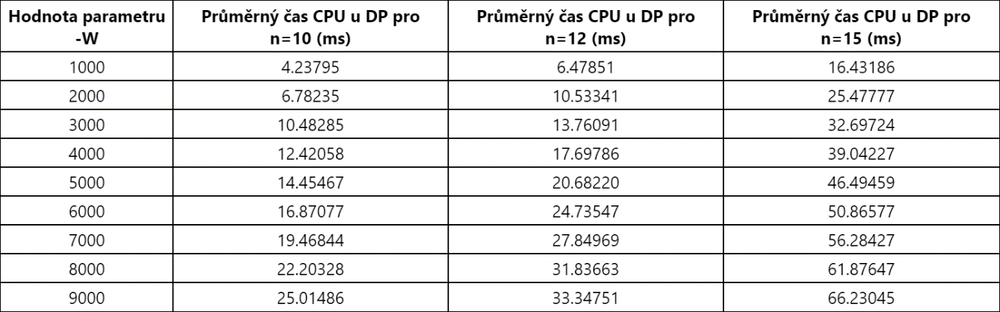 Hodnota parametru -W Průměrný čas CPU u DP pro n=10 (ms) Průměrný čas CPU u DP pro n=12 (ms) Průměrný čas CPU u DP pro n=15 (ms)
1000 4.23795 6.47851 16.43186
2000 6.78235 10.53341 25.47777
3000 10.48285 13.76091 32.69724
4000 12.42058 17.69786 39.04227
5000 14.45467 20.68220 46.49459
6000 16.87077 24.73547 50.86577
7000 19.46844 27.84969 56.28427
8000 22.20328 31.83663 61.87647
9000 25.01486 33.34751 66.23045